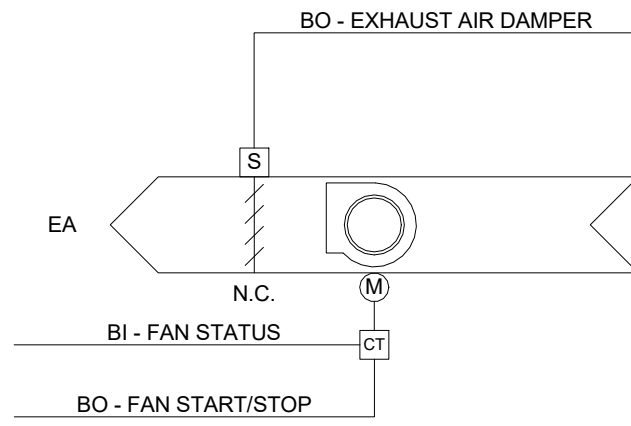 BO - EXHAUST AIR DAMPER
S
EA
N.C.
M
BI - FAN STATUS
CT
BO - FAN START/STOP